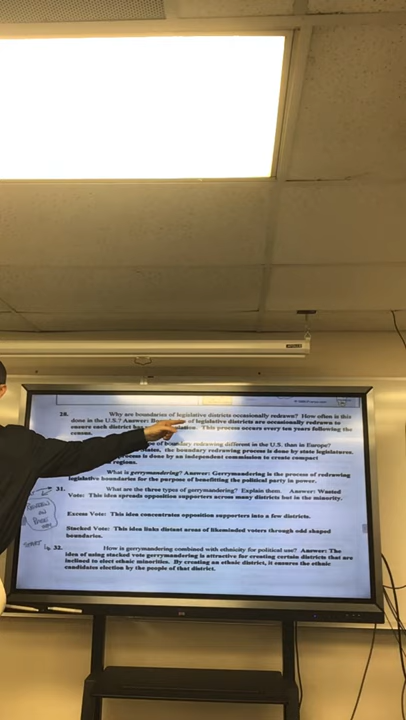 28. Why are boundaries of legislative districts occasionally redrawn? How often is this
done in the U.S.? Answer: of legislative districts are occasionally redrawn to
ensure each district This process occurs every ten years following the
census.
of boundary redrawing different in the U.S. than in Europe?
States, the boundary redrawing process is done by state legislatures.
process is done by an independent commission to create compact
regions.
What is gerrymandering? Answer: Gerrymandering is the process of redrawing
legislative boundaries for the purpose of benefitting the political party in power.
31. What are the three types of gerrymandering? Explain them. Answer: Wasted
Vote: This idea spreads opposition supporters across many districts but in the minority.
Excess Vote: This idea concentrates opposition supporters into a few districts.
Stacked Vote: This idea links distant areas of likeminded voters through odd shaped
boundaries.
START
32. How is gerrymandering combined with ethnicity for political use? Answer: The
idea of using stacked vote gerrymandering is attractive for creating certain districts that are
inclined to elect ethnic minorities. By creating an ethnic district, it ensures the ethnic
candidates election by the people of that district.